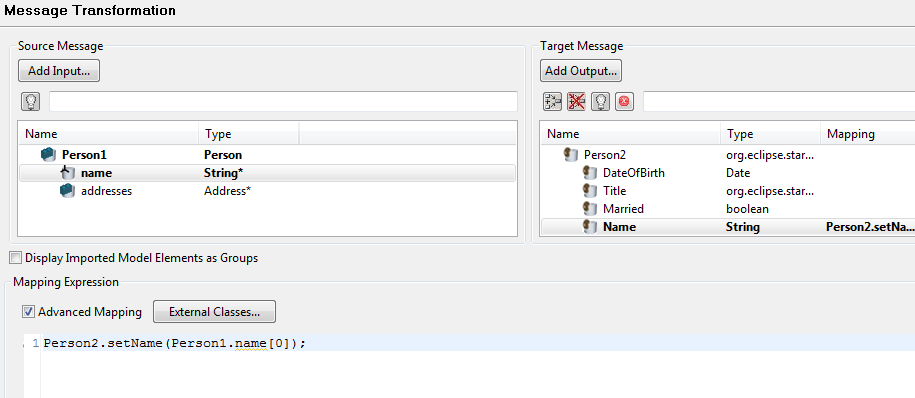 Message Transformation
Source Message
Add Input...
Name Type
Person1 Person
name String*
addresses Address*
Target Message
Add Output...
Name Type Mapping
Person2 org.eclipse.star...
DateOfBirth Date
Title org.eclipse.star...
Married boolean
Name String Person2.setNa...
Display Imported Model Elements as Groups
Mapping Expression
Advanced Mapping External Classes...
1 Person2.setName(Person1.name[0]);